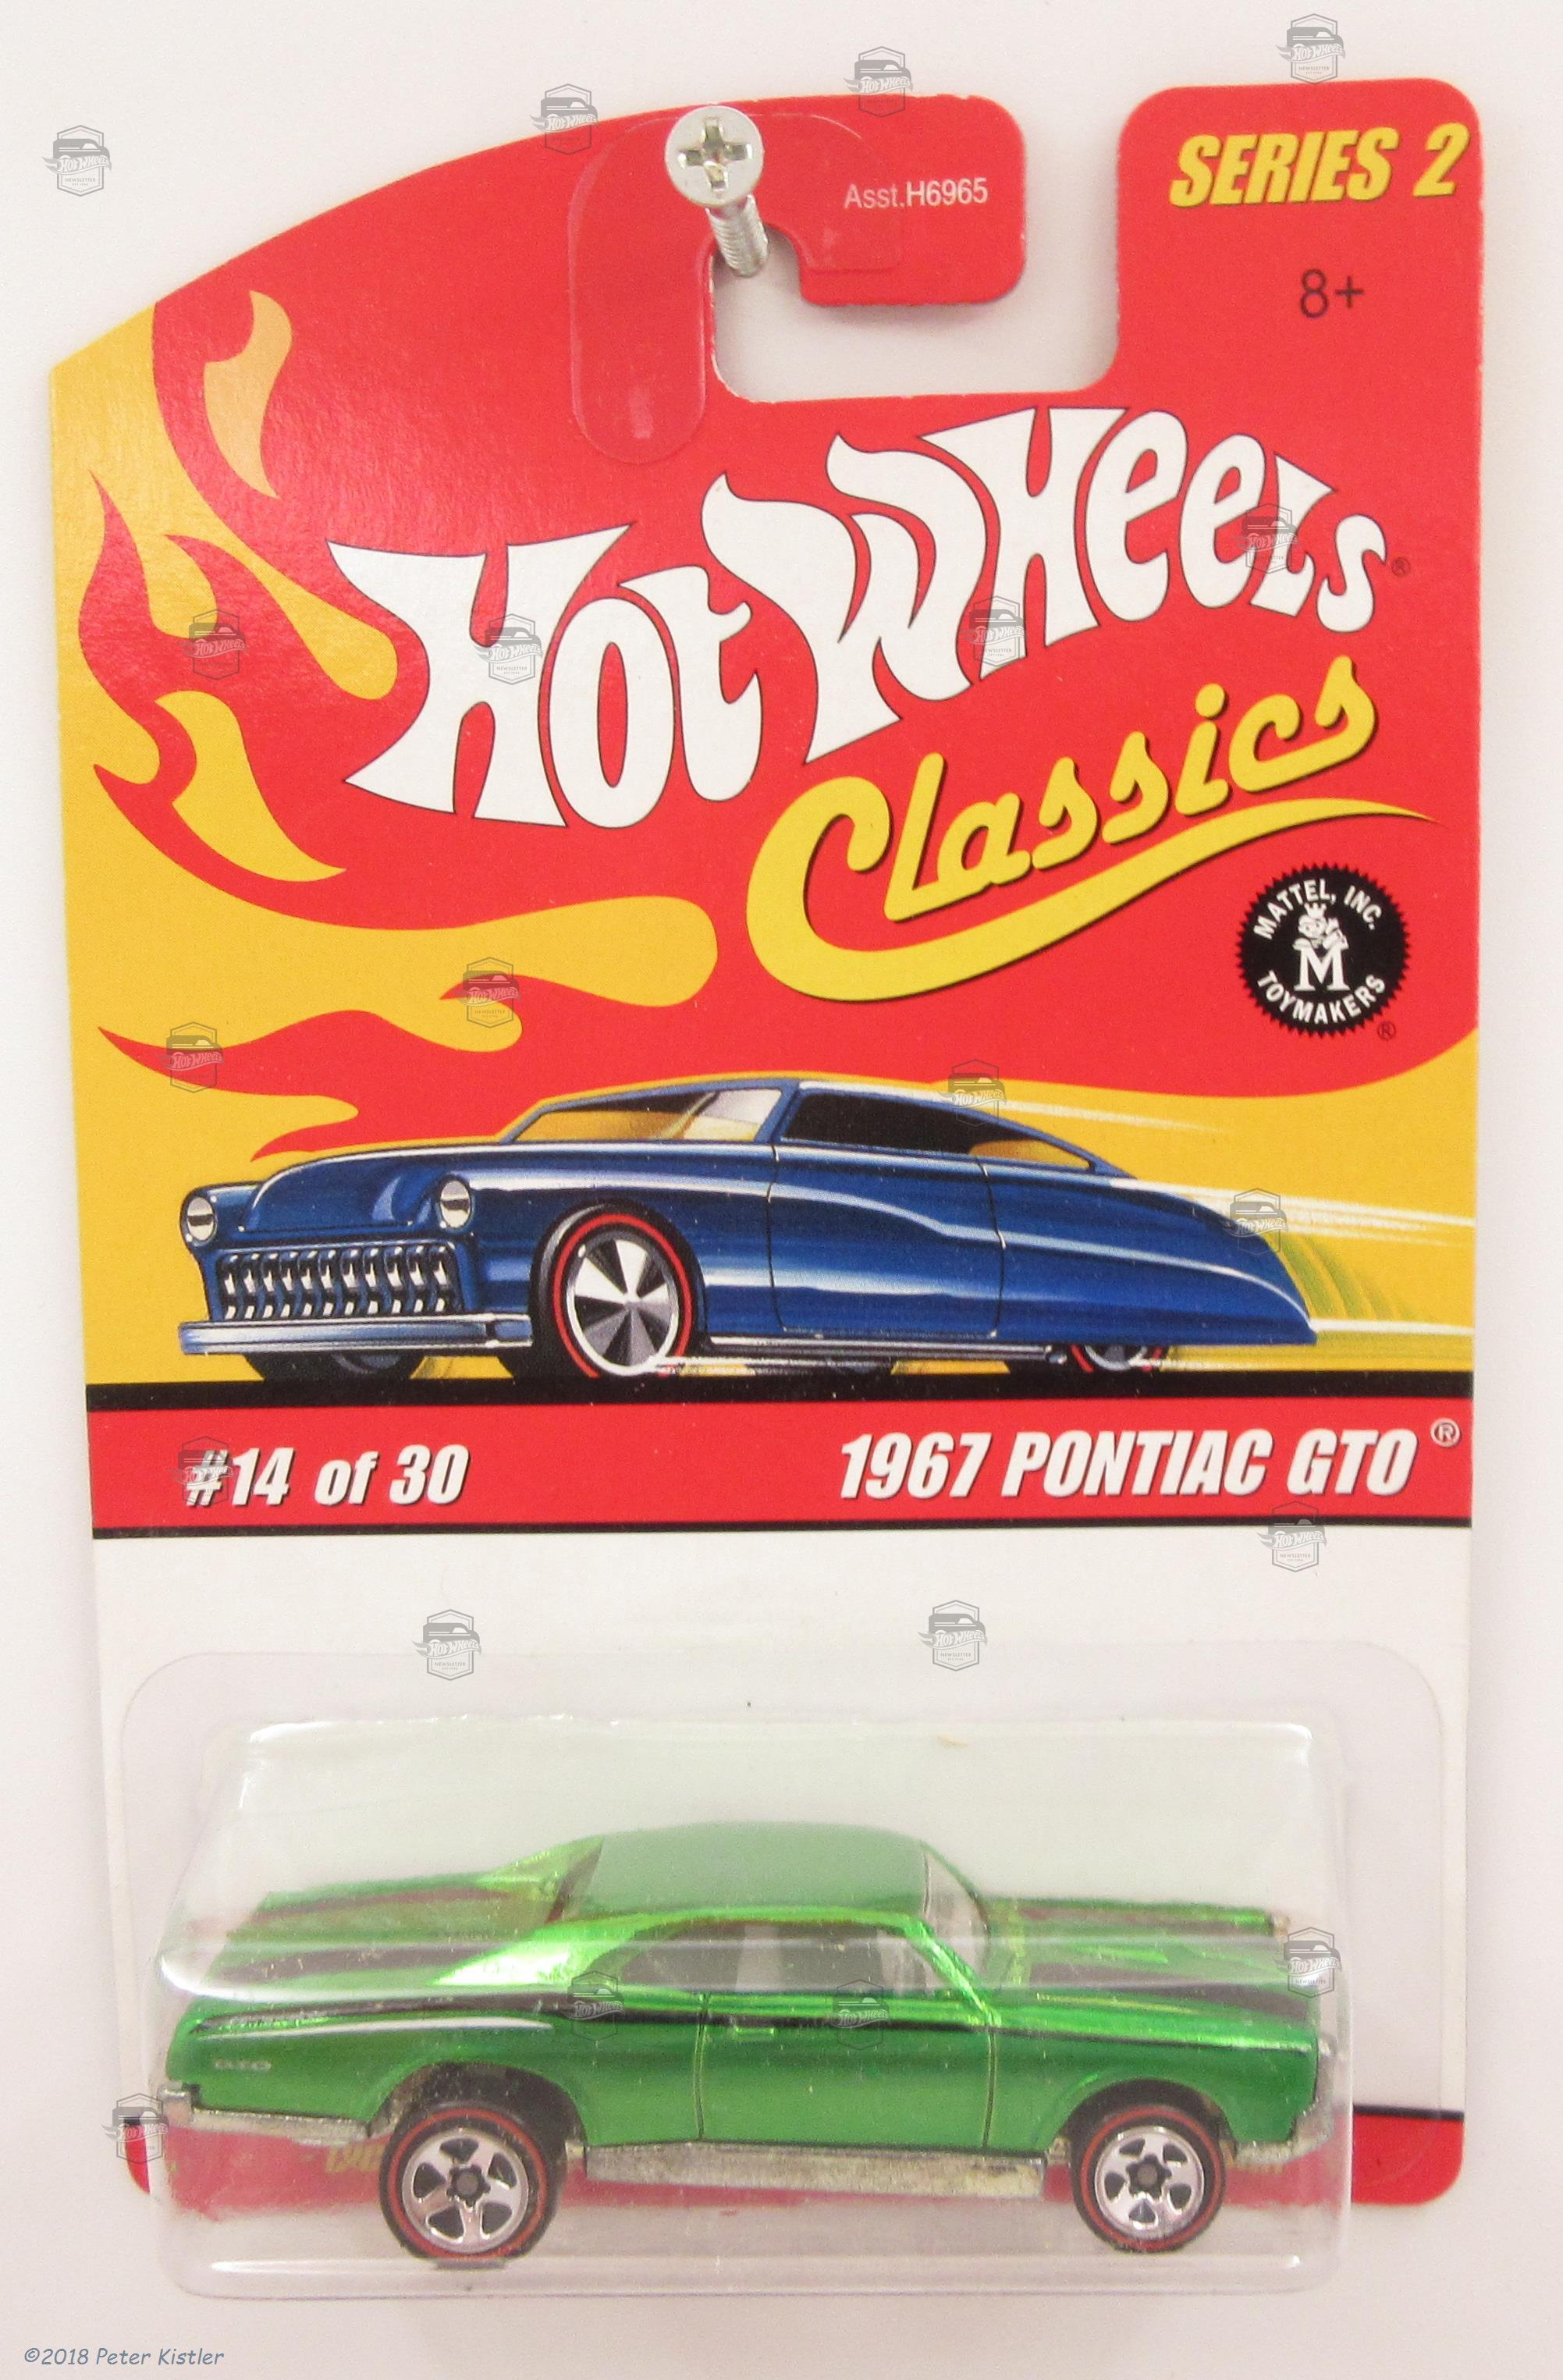 SERIES 2
Asst.H6965
8+
HOT WHEELS®
Classics
MATTEL, INC.
M
TOYMAKERS
®
#14 of 30
1967 PONTIAC GTO®
GTO
©2018 Peter Kistler